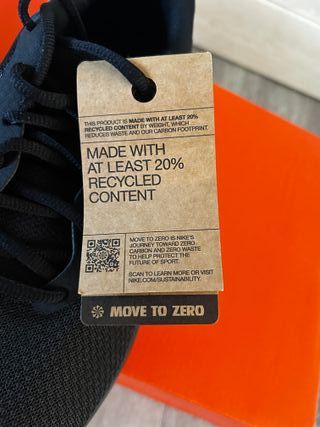 THIS PRODUCT IS MADE WITH AT LEAST 20%
RECYCLED CONTENT BY WEIGHT, WHICH
REDUCES WASTE AND OUR CARBON FOOTPRINT.
MADE WITH
AT LEAST 20%
RECYCLED
CONTENT
MOVE TO ZERO IS NIKE'S
JOURNEY TOWARD ZERO
CARBON AND ZERO WASTE
TO HELP PROTECT THE
FUTURE OF SPORT.
SCAN TO LEARN MORE OR VISIT
NIKE.COM/SUSTAINABILITY.
MOVE TO ZERO